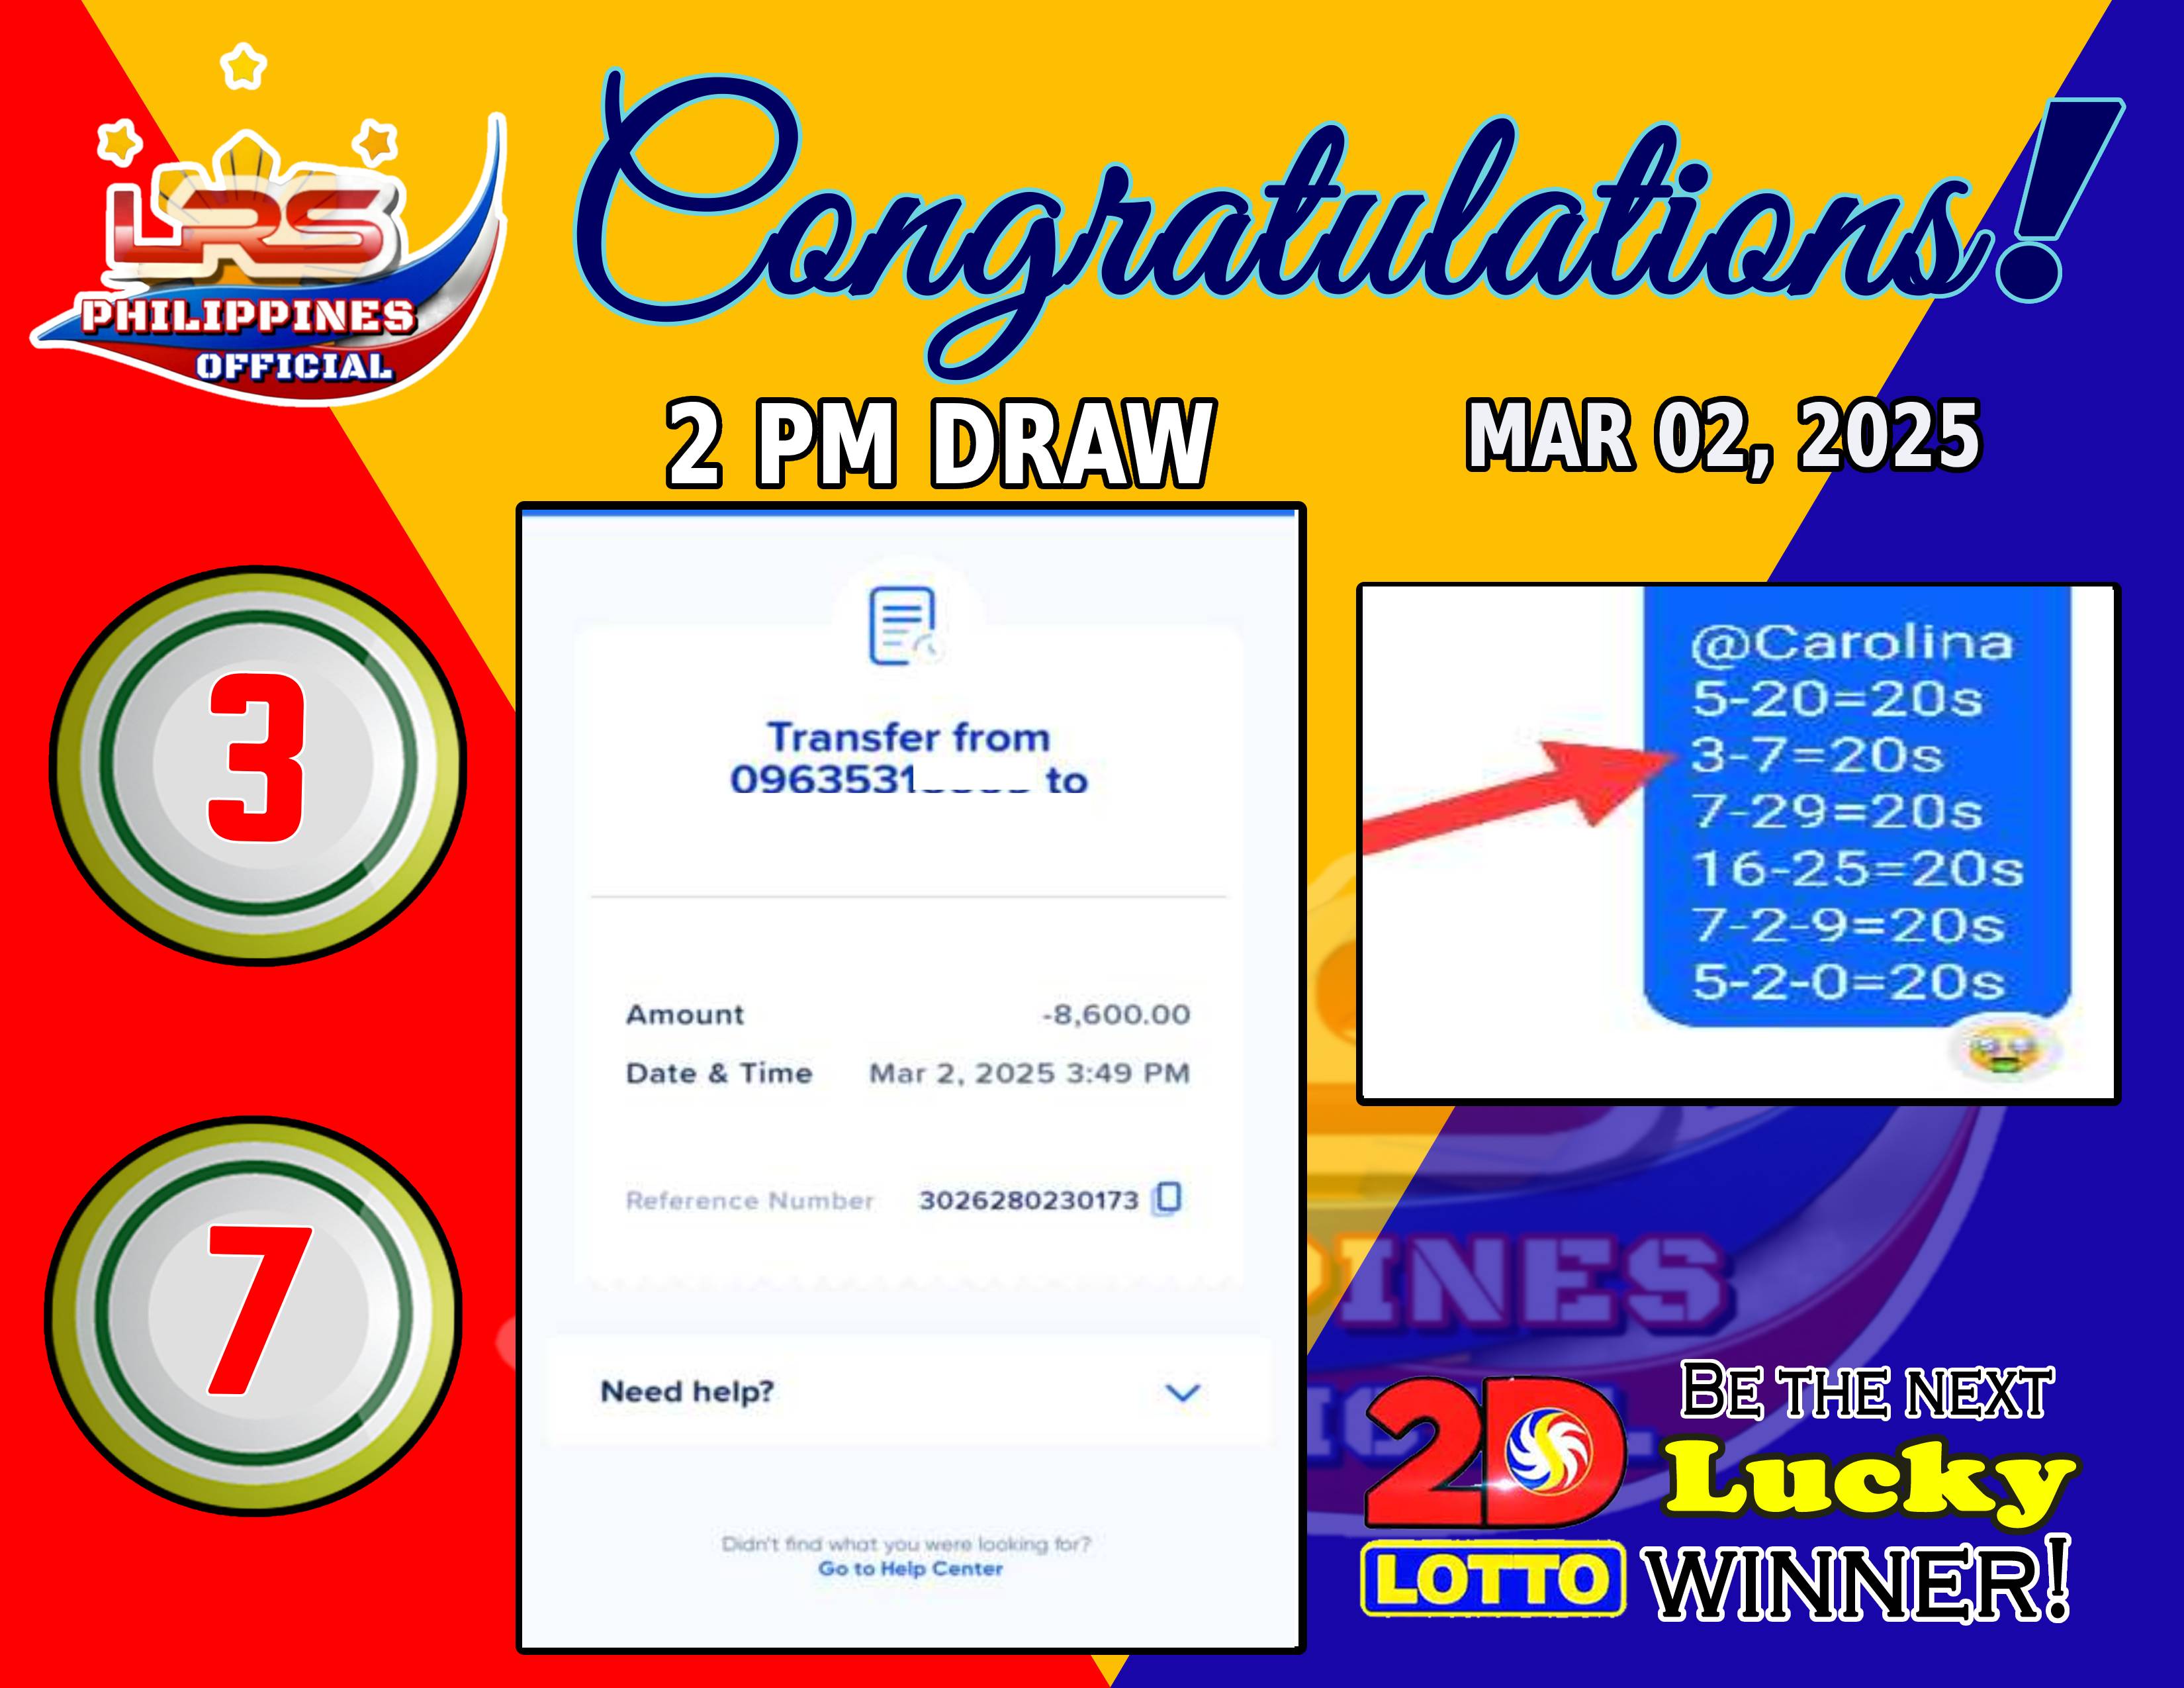 LRS
PHILIPPINES
OFFICIAL
Congratulations!
2 PM DRAW
MAR 02, 2025
3
7
Transfer from
0963531 to
Amount -8,600.00
Date & Time Mar 2, 2025 3:49 PM
Reference Number 3026280230173
Need help?
Didn't find what you were looking for?
Go to Help Center
@Carolina
5-20=20s
3-7=20s
7-29=20s
16-25=20s
7-2-9=20s
5-2-0=20s
PINES
2D
LOTTO
BE THE NEXT
Lucky
WINNER!